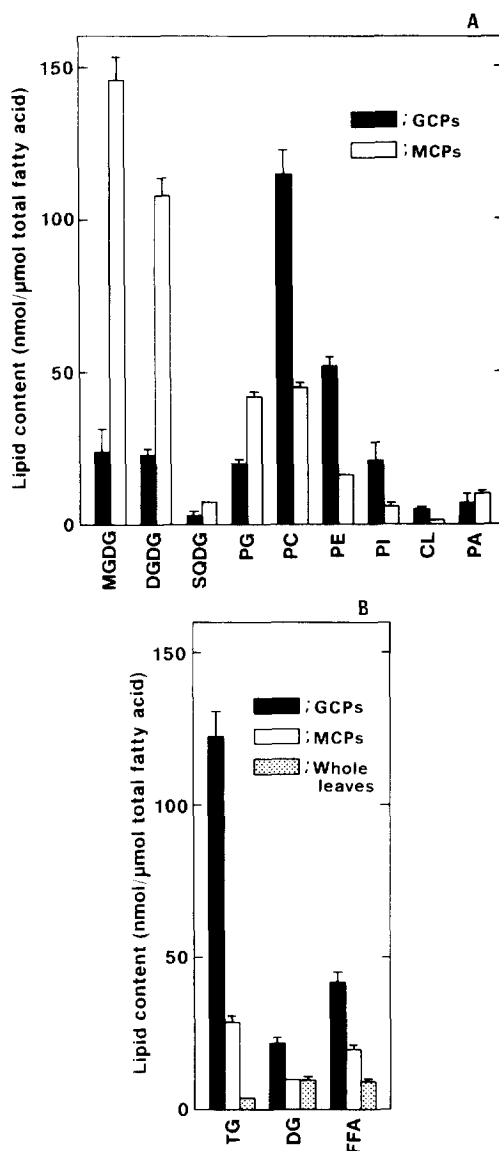 A
Lipid content (nmol/μmol total fatty acid)
150
100
50
0
; GCPs
; MCPs
MGDG
DGDG
SQDG
PG
PC
PE
PI
CL
PA
B
Lipid content (nmol/μmol total fatty acid)
150
100
50
0
; GCPs
; MCPs
; Whole
leaves
TG
DG
FFA